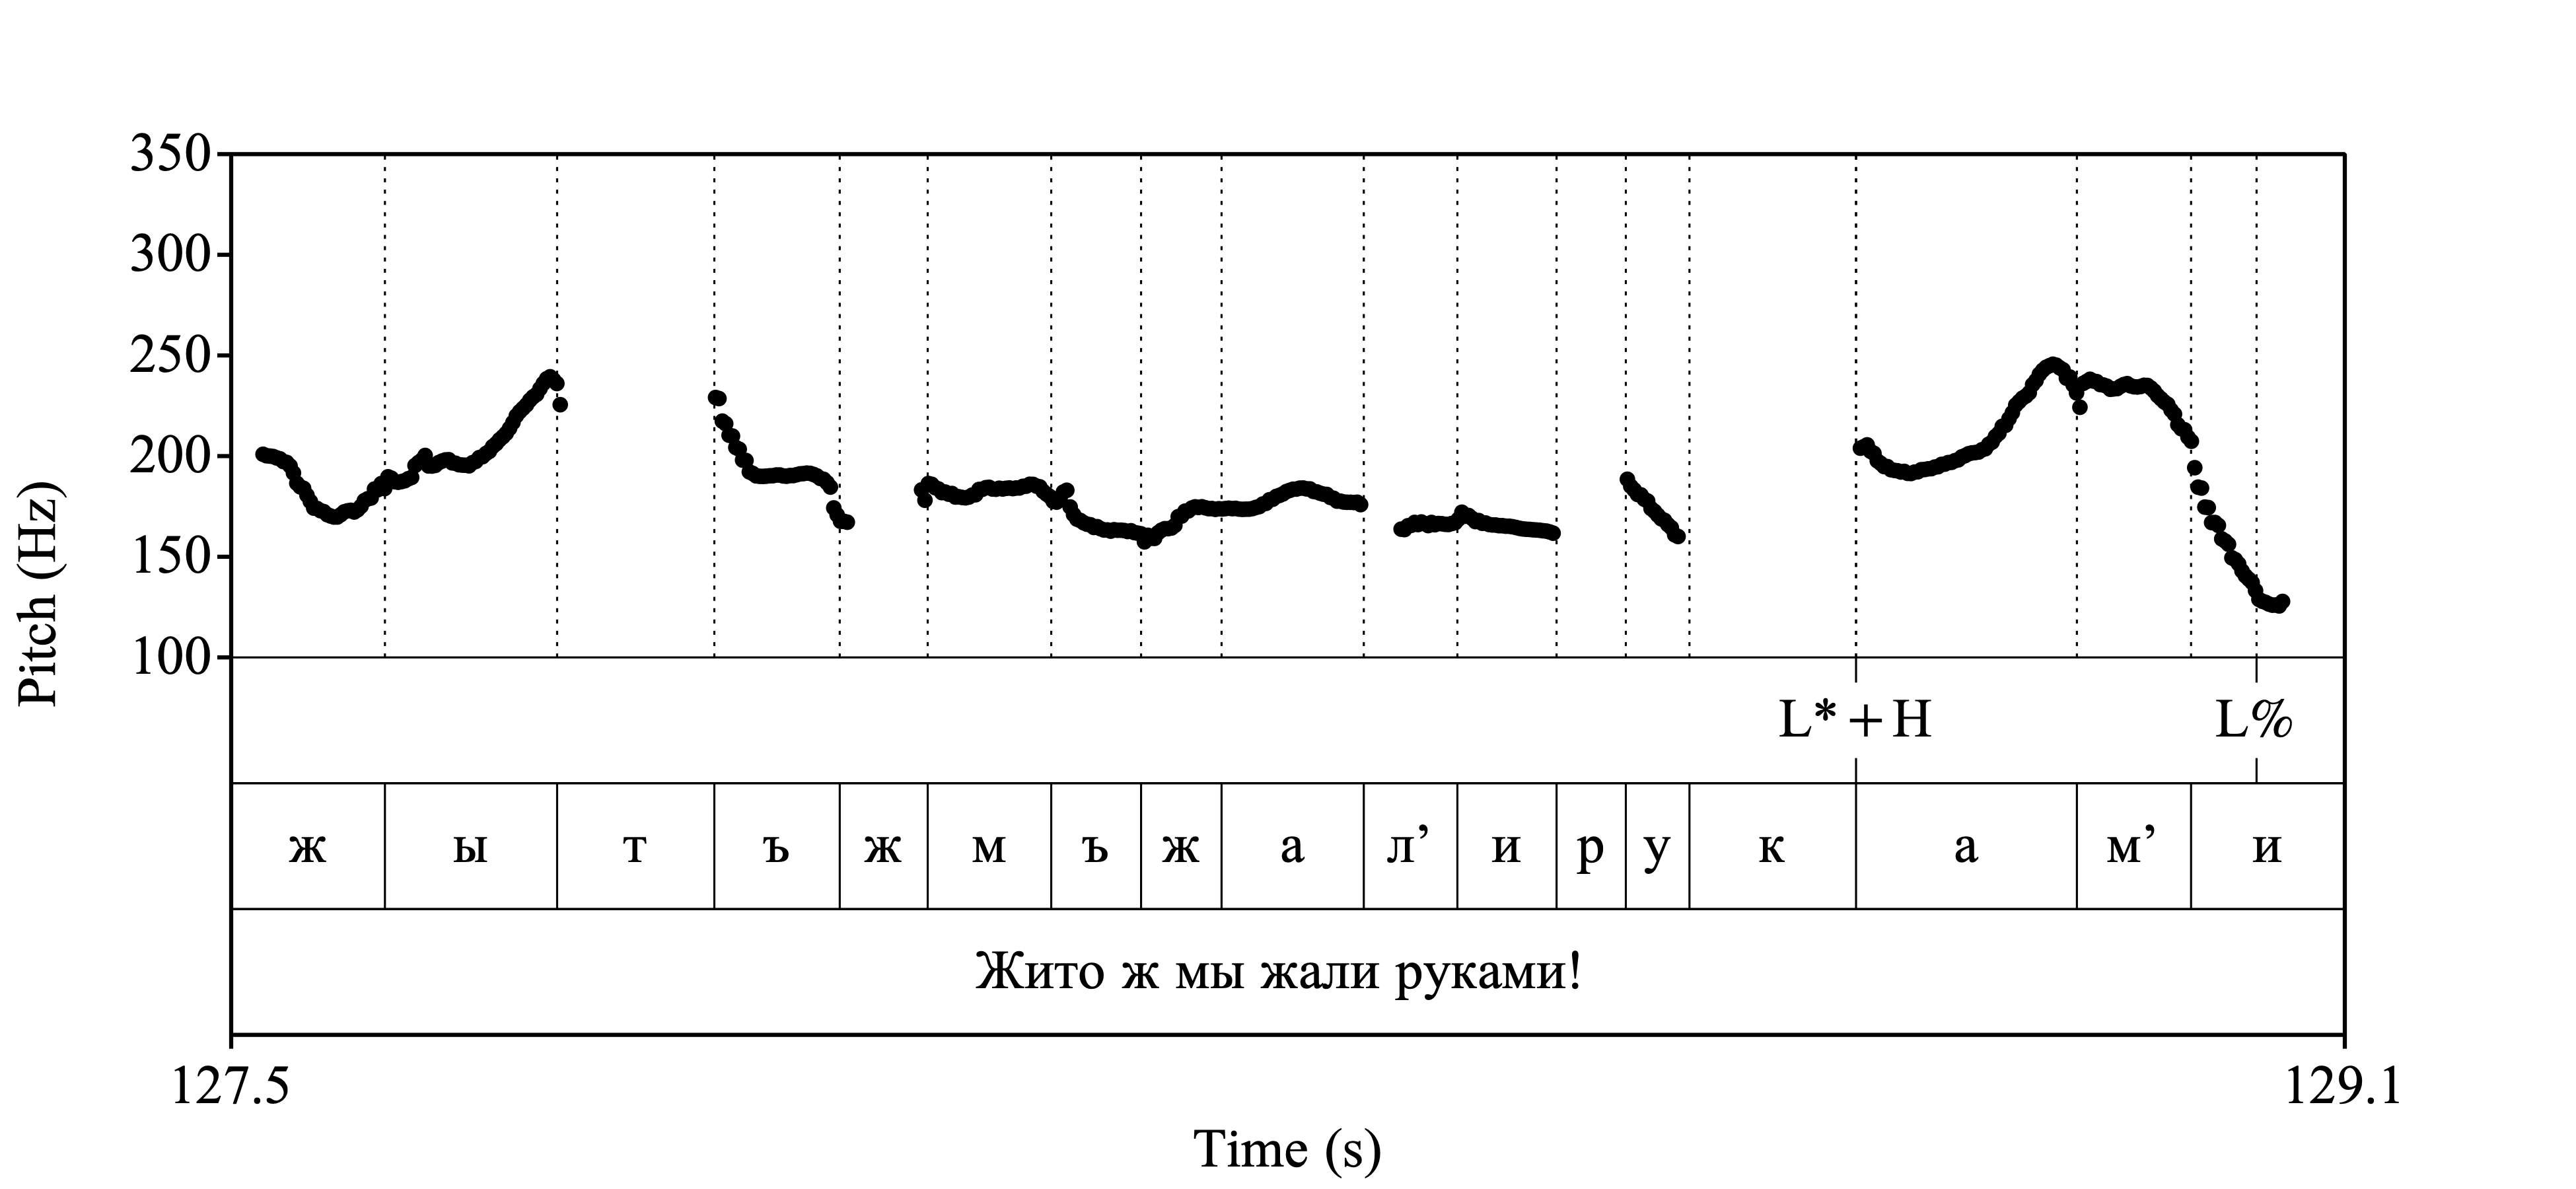 350
300
250
200
150
100
Pitch (Hz)
L* + H L%
ж ы т ъ ж м ъ ж а л’ и р у к а м’ и
Жито ж мы жали руками!
127.5 129.1
Time (s)